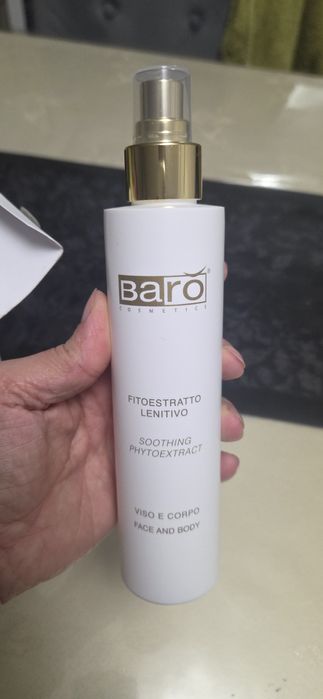 Barò®
COSMETICS
FITOESTRATTO
LENITIVO
SOOTHING
PHYTOEXTRACT
VISO E CORPO
FACE AND BODY